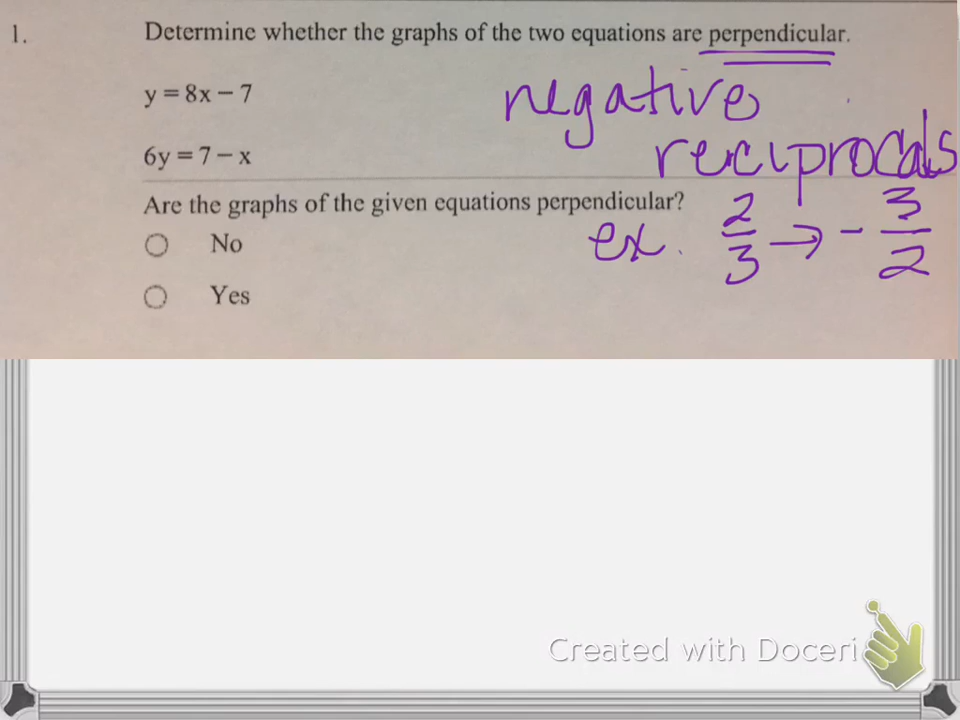 1. Determine whether the graphs of the two equations are perpendicular.
y = 8x − 7
negative
6y = 7 − x
reciprocals
Are the graphs of the given equations perpendicular?
ex. 2/3 → - 3/2
No
Yes
Created with Doceri